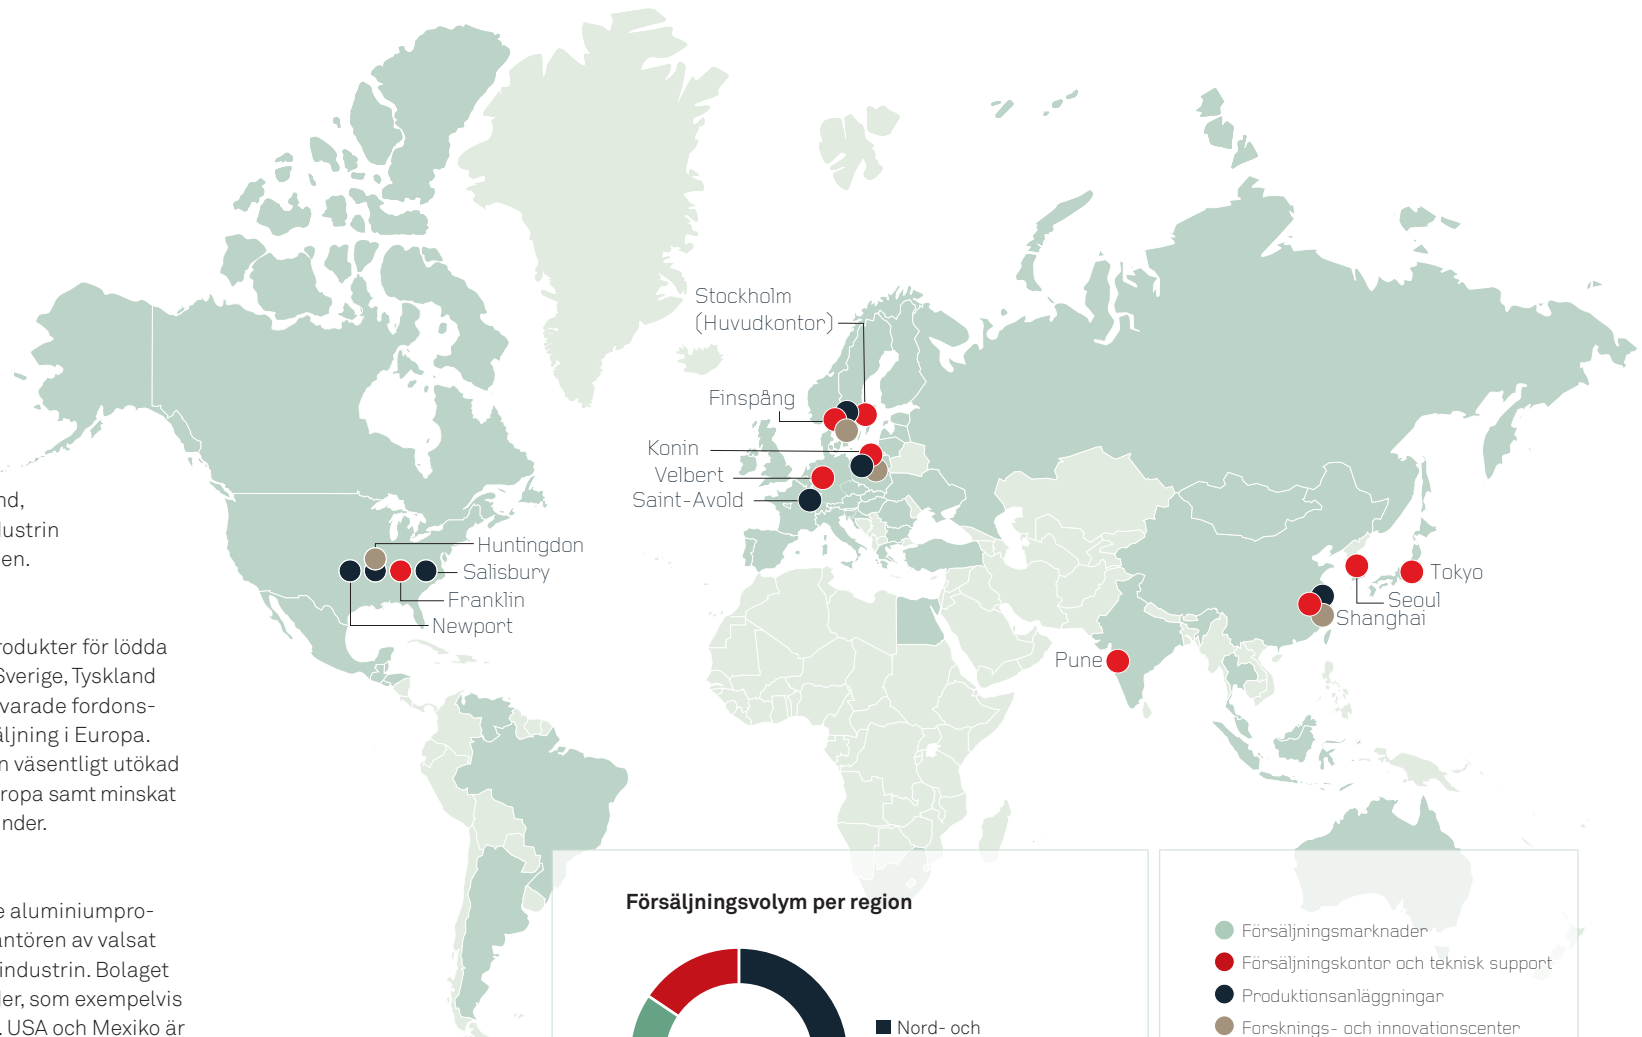 nd,
dustrin
en.
rodukter för lödda
Sverige, Tyskland
varade fordons-
äljning i Europa.
n väsentligt utökad
ropa samt minskat
nder.
e aluminiumpro-
antören av valsat
industrin. Bolaget
der, som exempelvis
. USA och Mexiko är
Stockholm
(Huvudkontor)
Finspång
Konin
Velbert
Saint-Avold
Huntingdon
Salisbury
Franklin
Newport
Tokyo
Seoul
Shanghai
Pune
Försäljningsvolym per region
Nord- och
Försäljningsmarknader
Försäljningskontor och teknisk support
Produktionsanläggningar
Forsknings- och innovationscenter